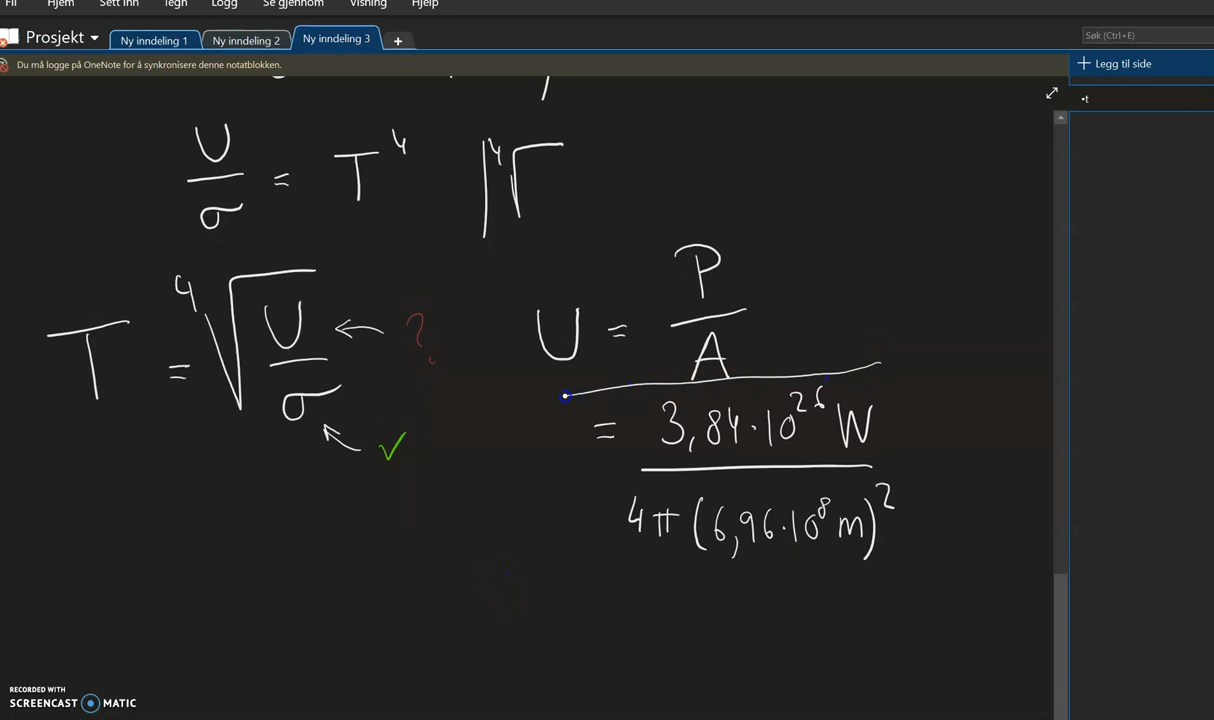 Fil Hjem Sett inn Tegn Logg Se gjennom Visning Hjelp
Prosjekt Ny inndeling 1 Ny inndeling 2 Ny inndeling 3 +
Søk (Ctrl+E)
Du må logge på OneNote for å synkronisere denne notatblokken.
+ Legg til side
•t
U/σ = T⁴ |⁴√
T = ⁴√(U/σ) ← ?
✓
U = P/A
= 3,84·10²⁶ W / 4π(6,96·10⁸ m)²
RECORDED WITH
SCREENCAST MATIC